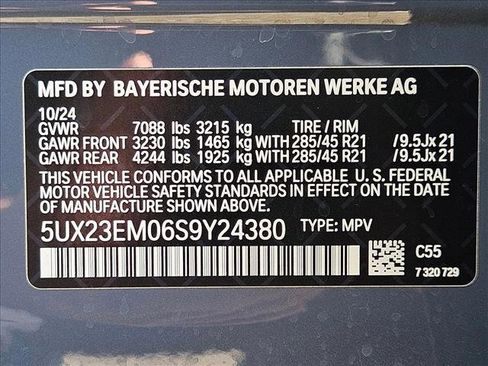 MFD BY BAYERISCHE MOTOREN WERKE AG
10/24
GVWR 7088 lbs 3215 kg TIRE / RIM
GAWR FRONT 3230 lbs 1465 kg WITH 285/45 R21 /9.5Jx21
GAWR REAR 4244 lbs 1925 kg WITH 285/45 R21 /9.5Jx21
THIS VEHICLE CONFORMS TO ALL APPLICABLE U.S. FEDERAL
MOTOR VEHICLE SAFETY STANDARDS IN EFFECT ON THE DATE OF
MANUFACTURE SHOWN ABOVE.
5UX23EM06S9Y24380 TYPE: MPV
C55
7 320 729